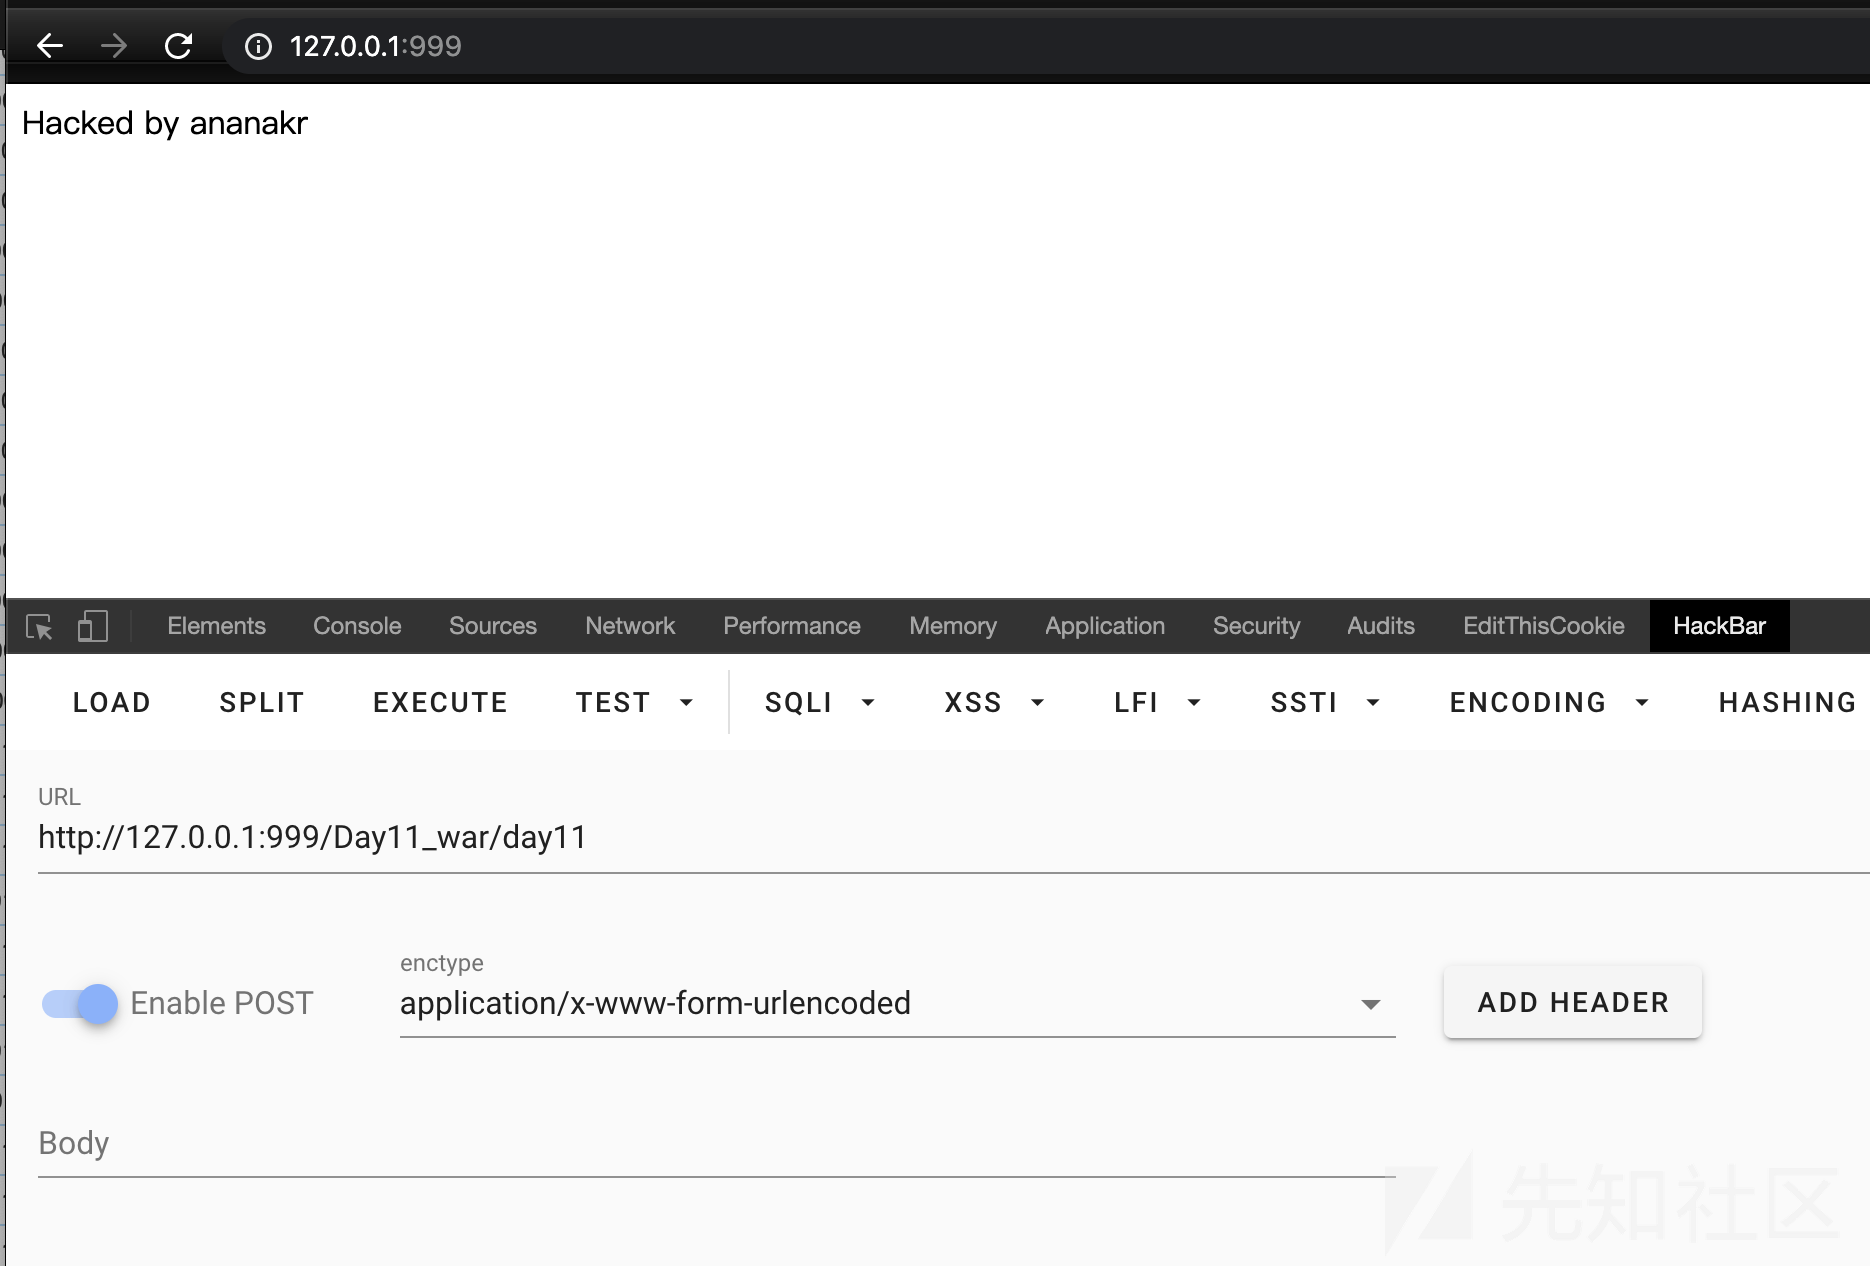 127.0.0.1:999
Hacked by ananakr
Elements Console Sources Network Performance Memory Application Security Audits EditThisCookie HackBar
LOAD SPLIT EXECUTE TEST SQLI XSS LFI SSTI ENCODING HASHING
URL
http://127.0.0.1:999/Day11_war/day11
enctype
Enable POST application/x-www-form-urlencoded ADD HEADER
Body
先知社区